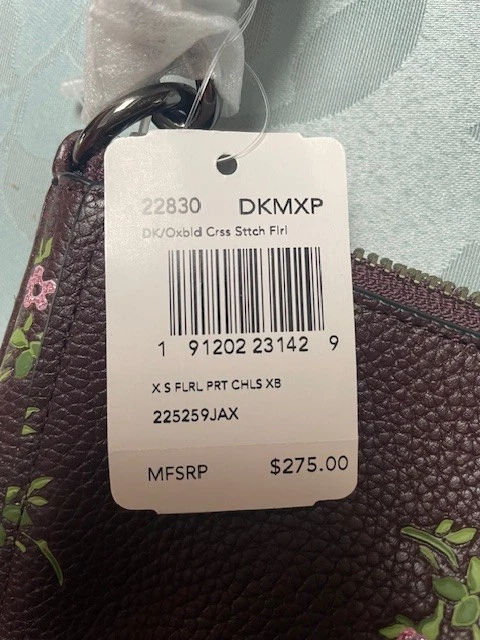 22830 DKMXP
DK/Oxbld Crss Sttch Flrl
1 91202 23142 9
X S FLRL PRT CHLS XB
225259JAX
MFSRP $275.00